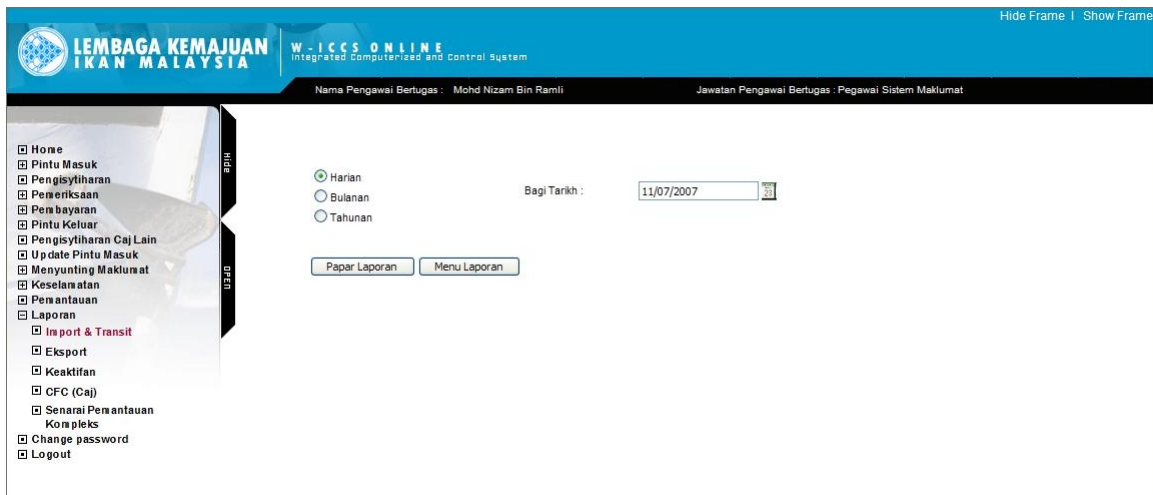 Hide Frame | Show Frame
LEMBAGA KEMAJUAN
IKAN MALAYSIA
W-ICCS ONLINE
Integrated Computerized and Control System
Nama Pengawai Bertugas : Mohd Nizam Bin Ramli
Jawatan Pengawai Bertugas : Pegawai Sistem Maklumat
Home
Pintu Masuk
Pengisytiharan
Pemeriksaan
Pembayaran
Pintu Keluar
Pengisytiharan Caj Lain
Update Pintu Masuk
Menyunting Maklumat
Keselamatan
Pemantauan
Laporan
Import & Transit
Eksport
Keaktifan
CFC (Caj)
Senarai Pemantauan
Kompleks
Change password
Logout
Hide
OPEN
Harian
Bulanan
Tahunan
Bagi Tarikh :
11/07/2007
Papar Laporan
Menu Laporan